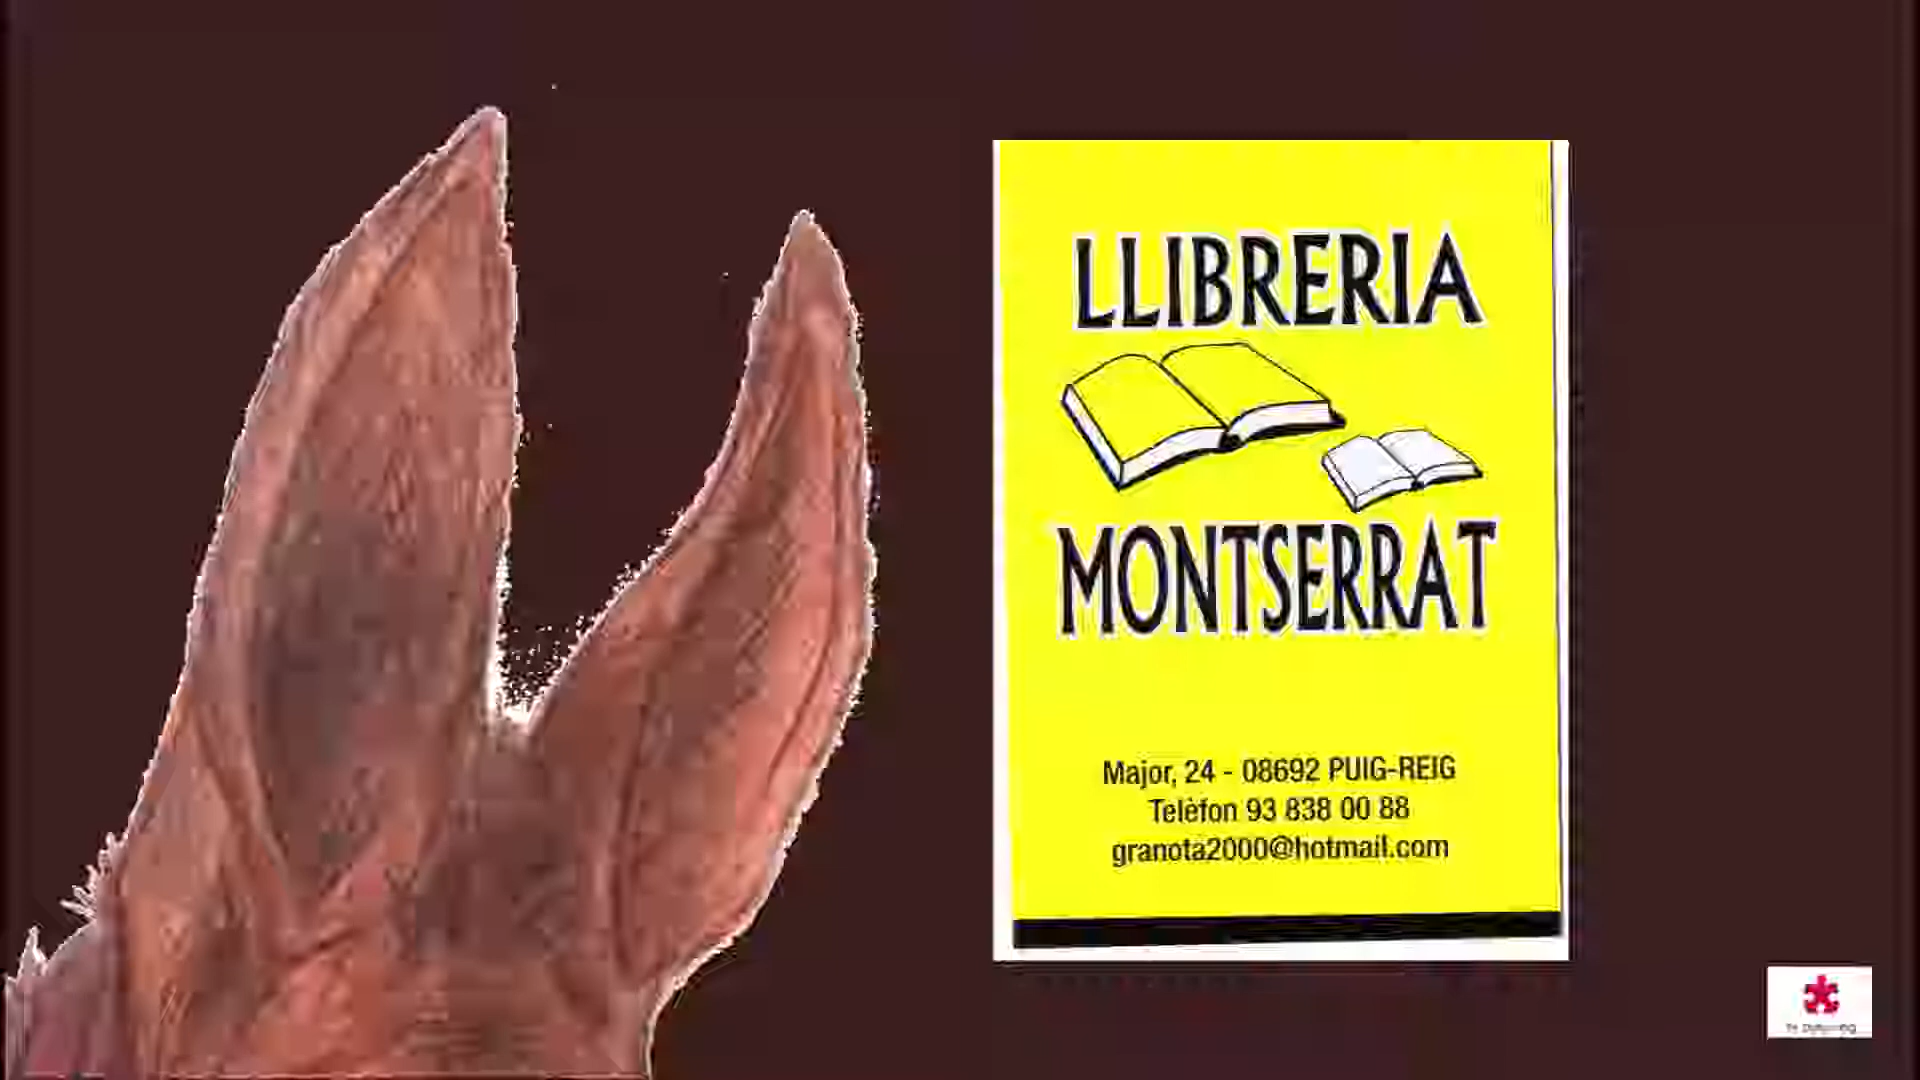 LLIBRERIA
MONTSERRAT
Major, 24 - 08692 PUIG-REIG
Telèfon 93 838 00 88
granota2000@hotmail.com